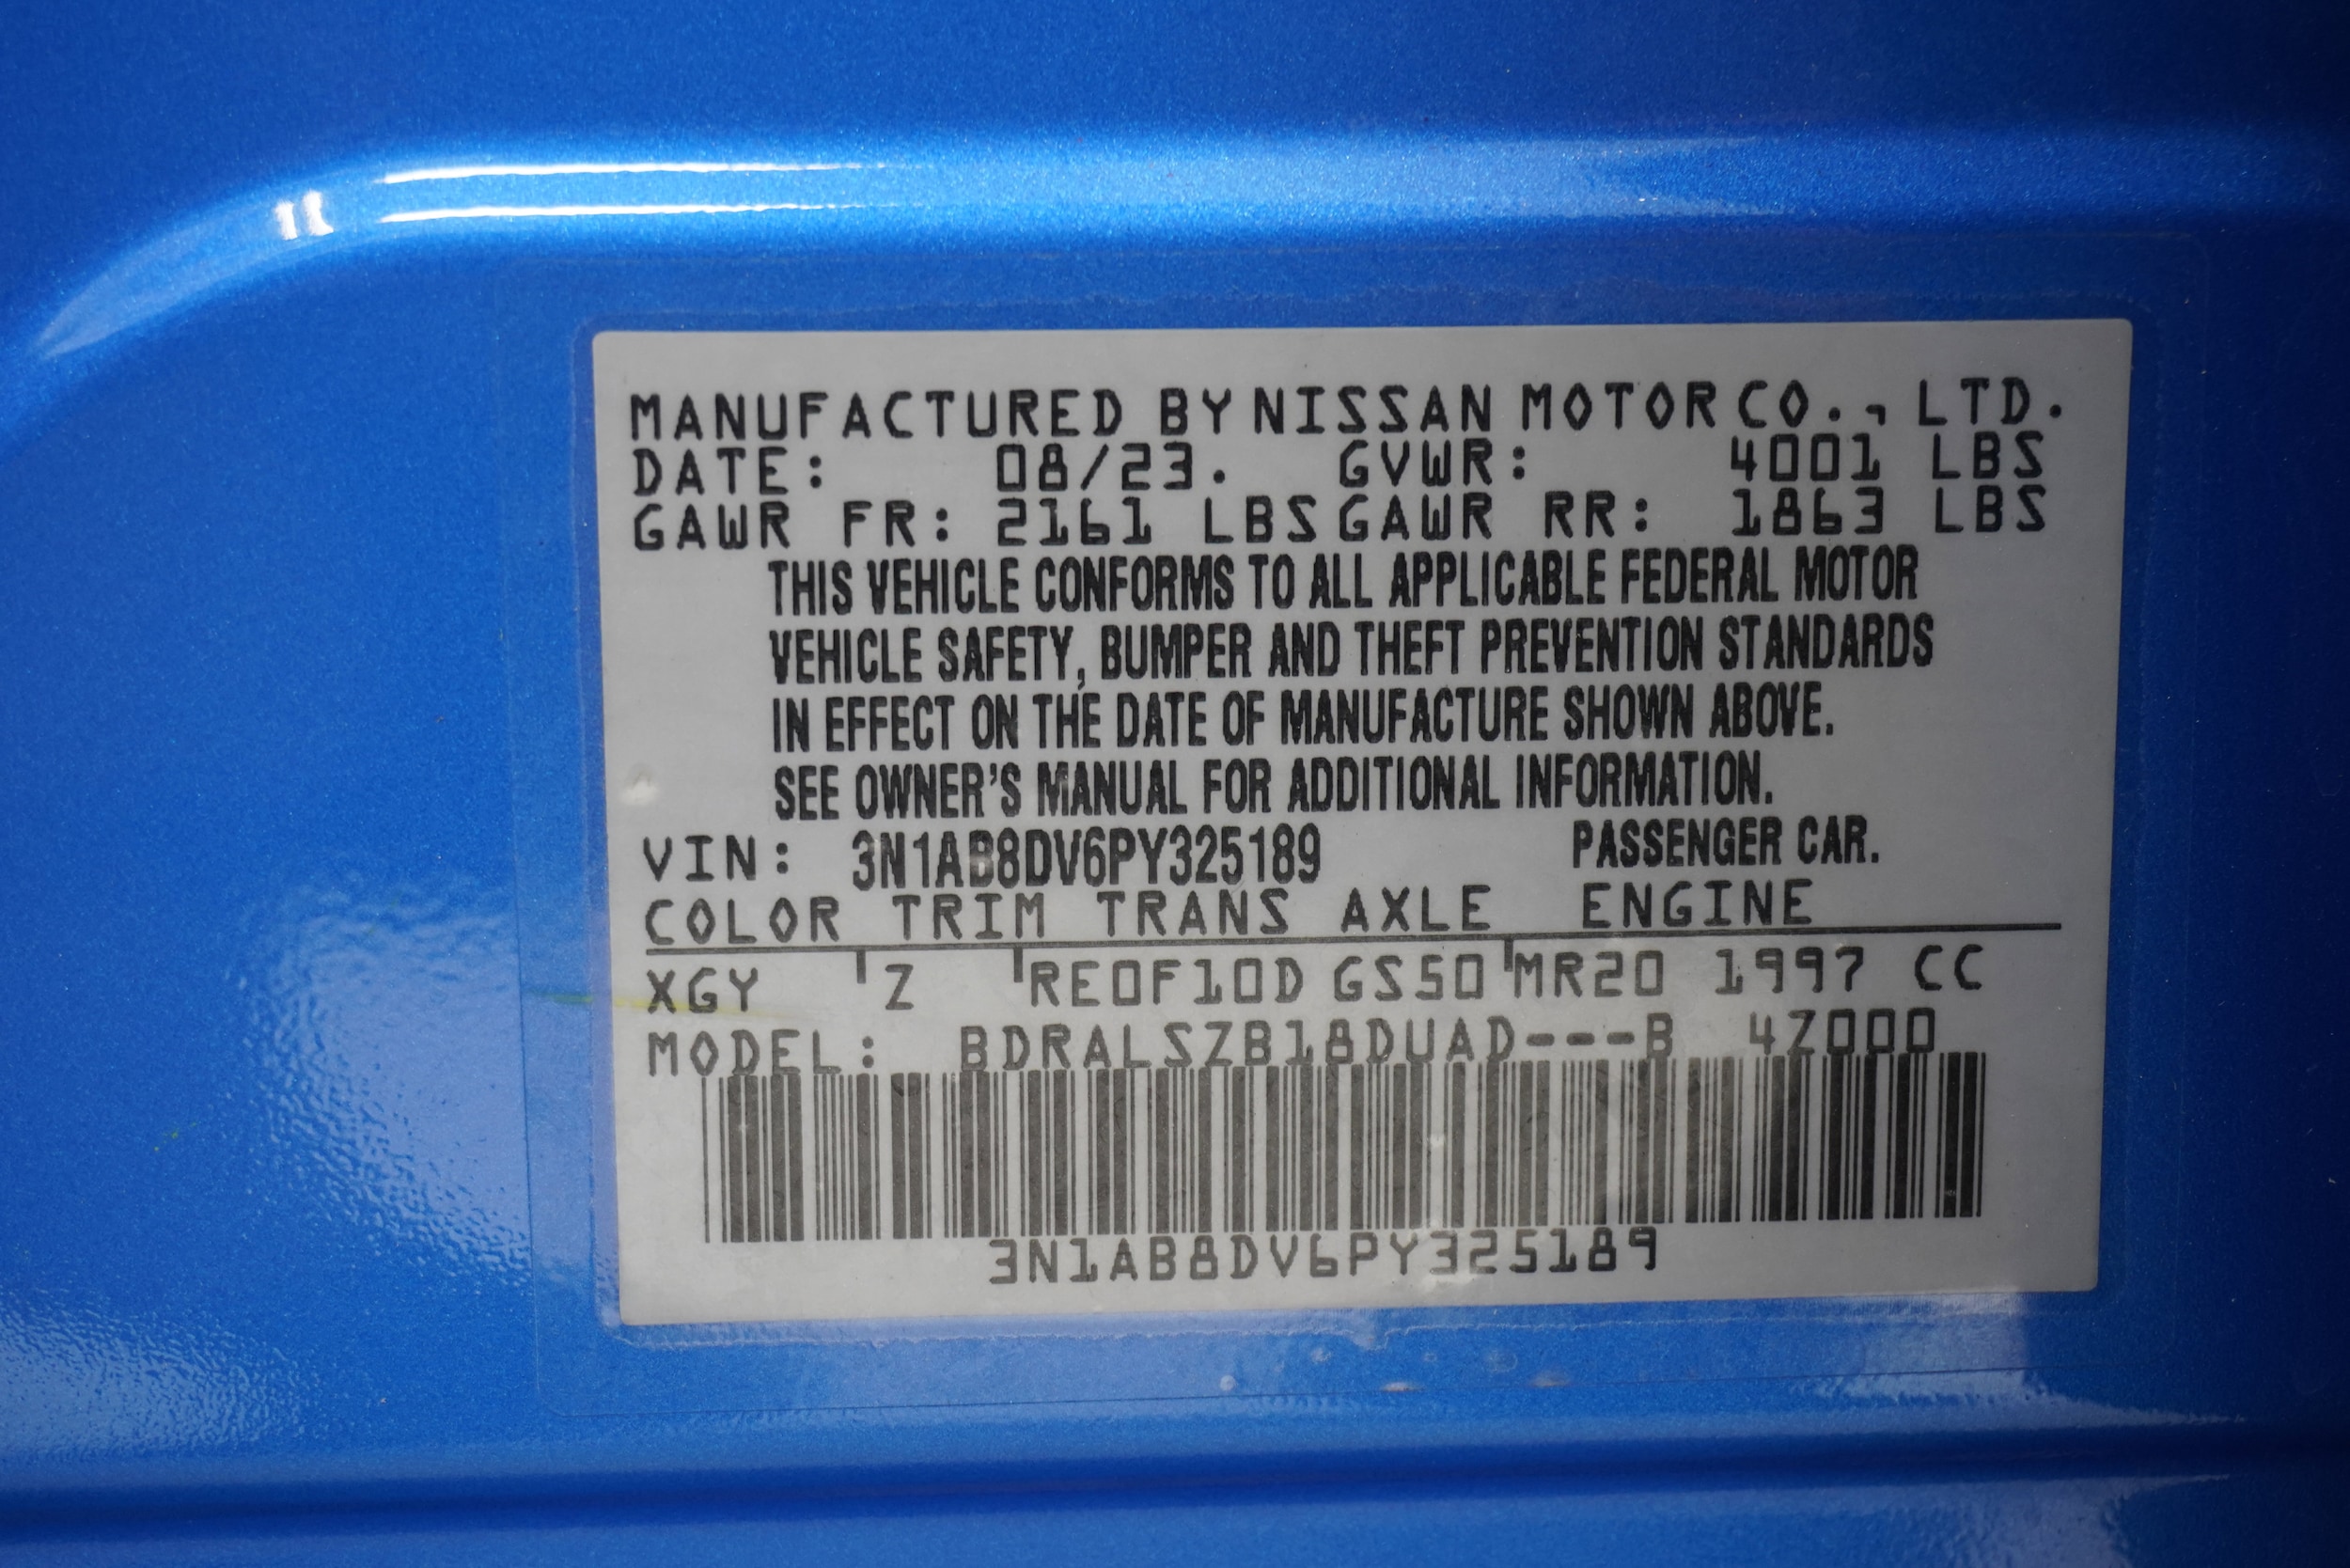 MANUFACTURED BY NISSAN MOTOR CO., LTD.
DATE: 08/23. GVWR: 4001 LBS
GAWR FR: 2161 LBS GAWR RR: 1863 LBS
THIS VEHICLE CONFORMS TO ALL APPLICABLE FEDERAL MOTOR
VEHICLE SAFETY, BUMPER AND THEFT PREVENTION STANDARDS
IN EFFECT ON THE DATE OF MANUFACTURE SHOWN ABOVE.
SEE OWNER'S MANUAL FOR ADDITIONAL INFORMATION.
VIN: 3N1AB8DV6PY325189 PASSENGER CAR.
COLOR TRIM TRANS AXLE ENGINE
XGY Z RE0F10D GS50 MR20 1997 CC
MODEL: BDRALSZB18DUAD---B 4Z000
3N1AB8DV6PY325189